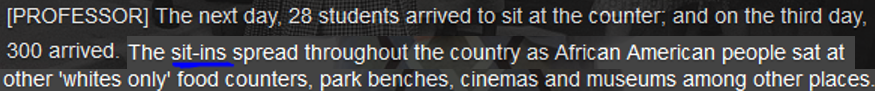 [PROFESSOR] The next day, 28 students arrived to sit at the counter; and on the third day,
300 arrived. The sit-ins spread throughout the country as African American people sat at
other 'whites only' food counters, park benches, cinemas and museums among other places.